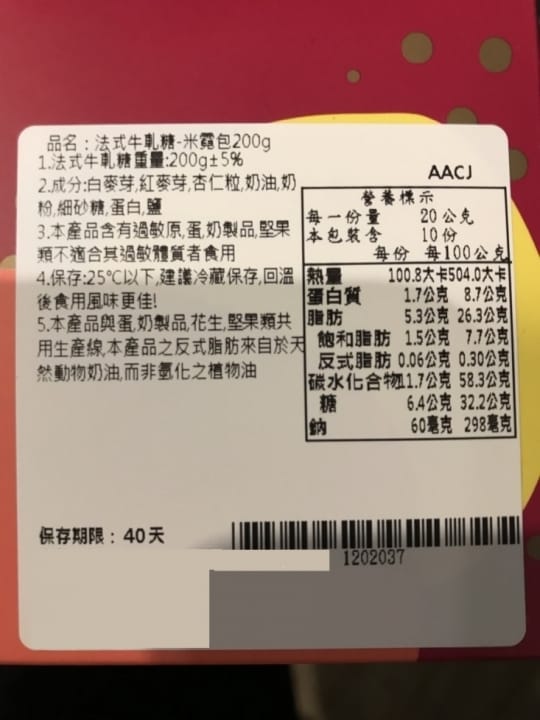 品名：法式牛軋糖-米霓包200g
1.法式牛軋糖重量:200g±5%
2.成分:白麥芽,紅麥芽,杏仁粒,奶油,奶
粉,細砂糖,蛋白,鹽
3.本產品含有過敏原,蛋,奶製品,堅果
類不適合其過敏體質者食用
4.保存:25℃以下,建議冷藏保存,回溫
後食用風味更佳!
5.本產品與蛋,奶製品,花生,堅果類共
用生產線,本產品之反式脂肪來自於天
然動物奶油,而非氫化之植物油
AACJ
營養標示
每一份量 20公克
本包裝含 10份
每份 每100公克
熱量 100.8大卡504.0大卡
蛋白質 1.7公克 8.7公克
脂肪 5.3公克 26.3公克
飽和脂肪 1.5公克 7.7公克
反式脂肪 0.06公克 0.30公克
碳水化合物11.7公克 58.3公克
糖 6.4公克 32.2公克
鈉 60毫克 298毫克
保存期限：40天
1202037